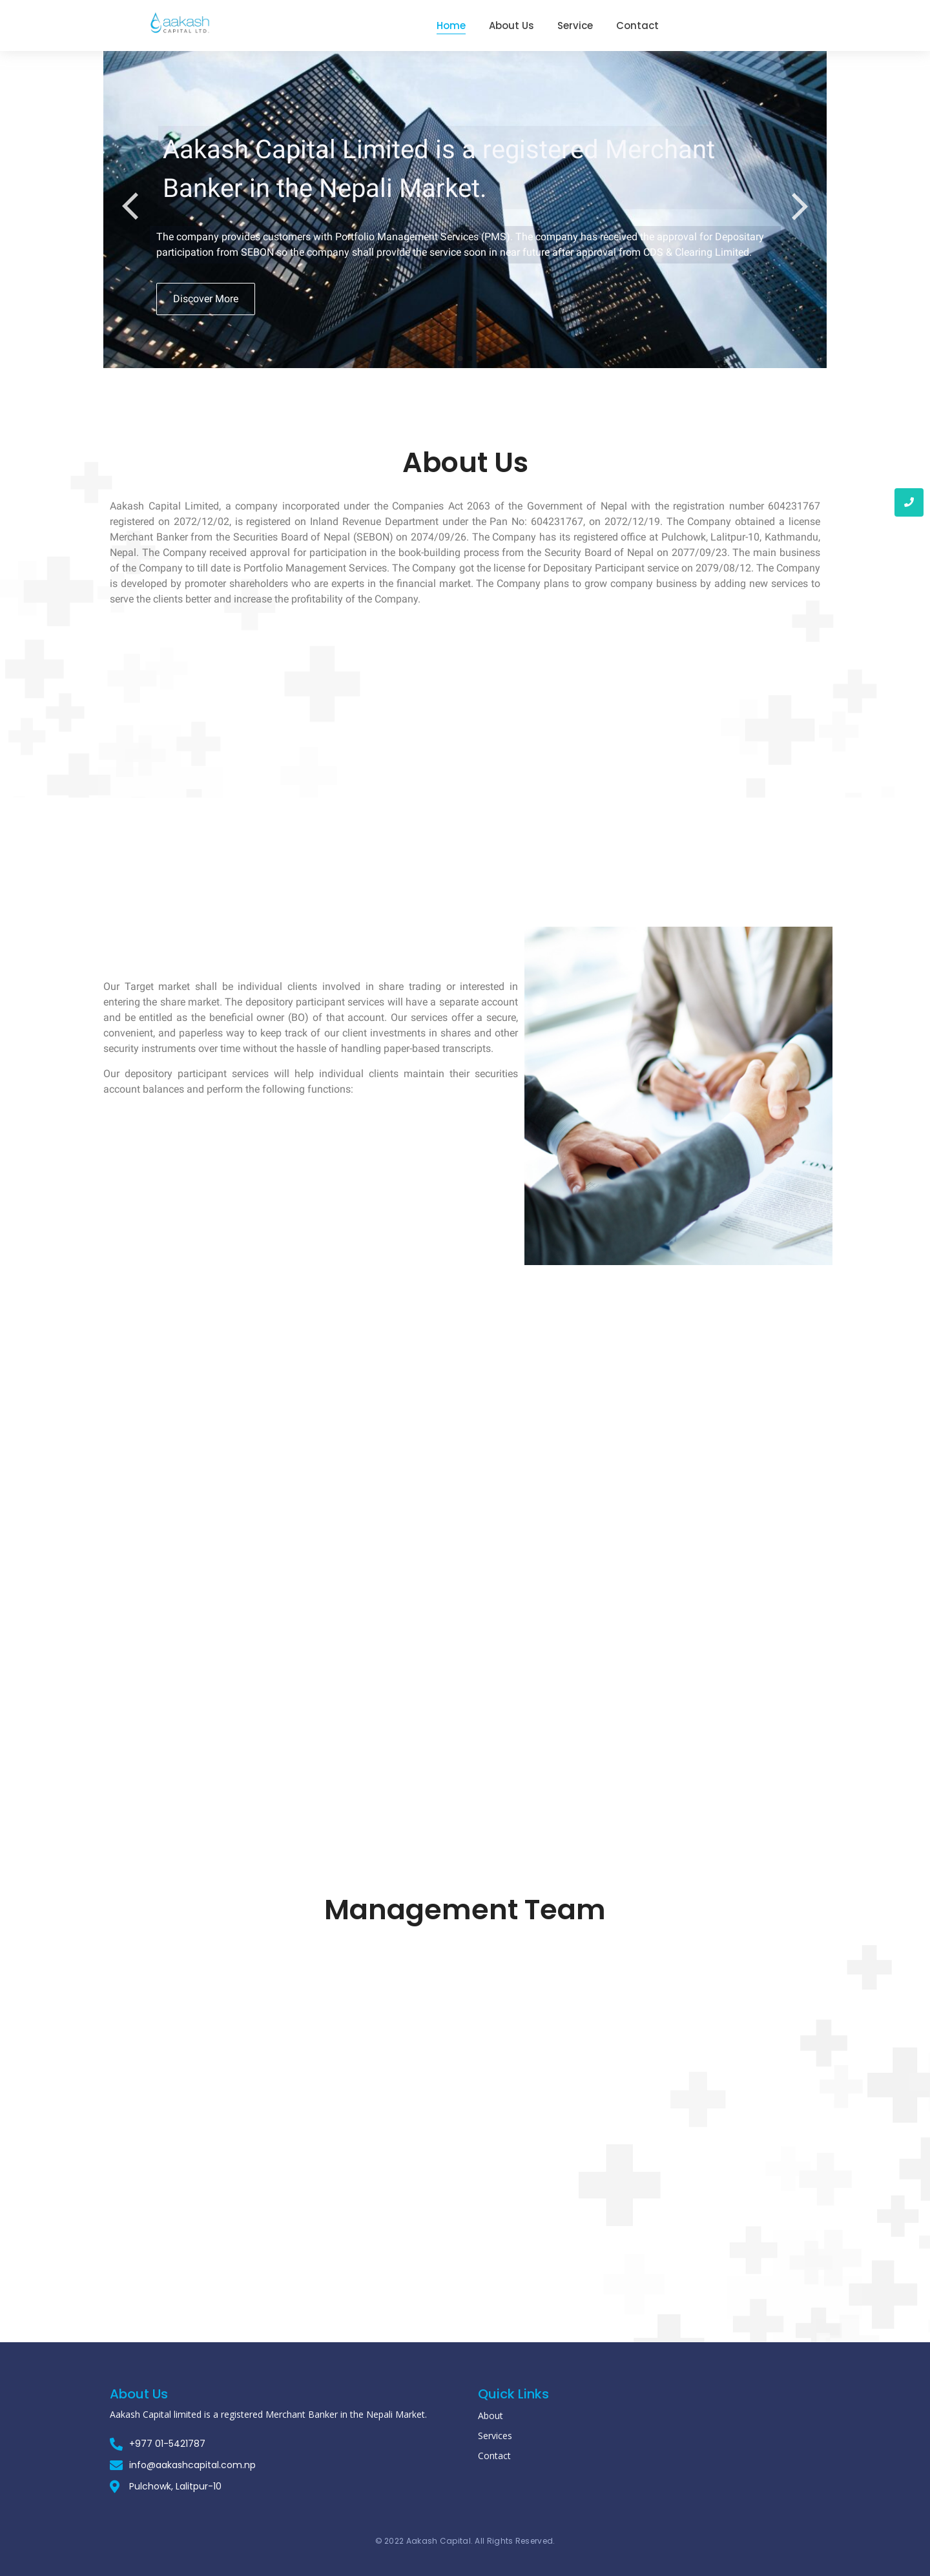 aakash
CAPITAL LTD.
Home
About Us
Service
Contact
Aakash Capital Limited is a registered Merchant
Banker in the Nepali Market.
The company provides customers with Portfolio Management Services (PMS). The company has received the approval for Depositary
participation from SEBON so the company shall provide the service soon in near future after approval from CDS & Clearing Limited.
Discover More
About Us
Aakash Capital Limited, a company incorporated under the Companies Act 2063 of the Government of Nepal with the registration number 604231767
registered on 2072/12/02, is registered on Inland Revenue Department under the Pan No: 604231767, on 2072/12/19. The Company obtained a license
Merchant Banker from the Securities Board of Nepal (SEBON) on 2074/09/26. The Company has its registered office at Pulchowk, Lalitpur-10, Kathmandu,
Nepal. The Company received approval for participation in the book-building process from the Security Board of Nepal on 2077/09/23. The main business
of the Company to till date is Portfolio Management Services. The Company got the license for Depositary Participant service on 2079/08/12. The Company
is developed by promoter shareholders who are experts in the financial market. The Company plans to grow company business by adding new services to
serve the clients better and increase the profitability of the Company.
Our Target market shall be individual clients involved in share trading or interested in
entering the share market. The depository participant services will have a separate account
and be entitled as the beneficial owner (BO) of that account. Our services offer a secure,
convenient, and paperless way to keep track of our client investments in shares and other
security instruments over time without the hassle of handling paper-based transcripts.
Our depository participant services will help individual clients maintain their securities
account balances and perform the following functions:
Management Team
About Us
Aakash Capital limited is a registered Merchant Banker in the Nepali Market.
+977 01-5421787
info@aakashcapital.com.np
Pulchowk, Lalitpur-10
Quick Links
About
Services
Contact
© 2022 Aakash Capital. All Rights Reserved.